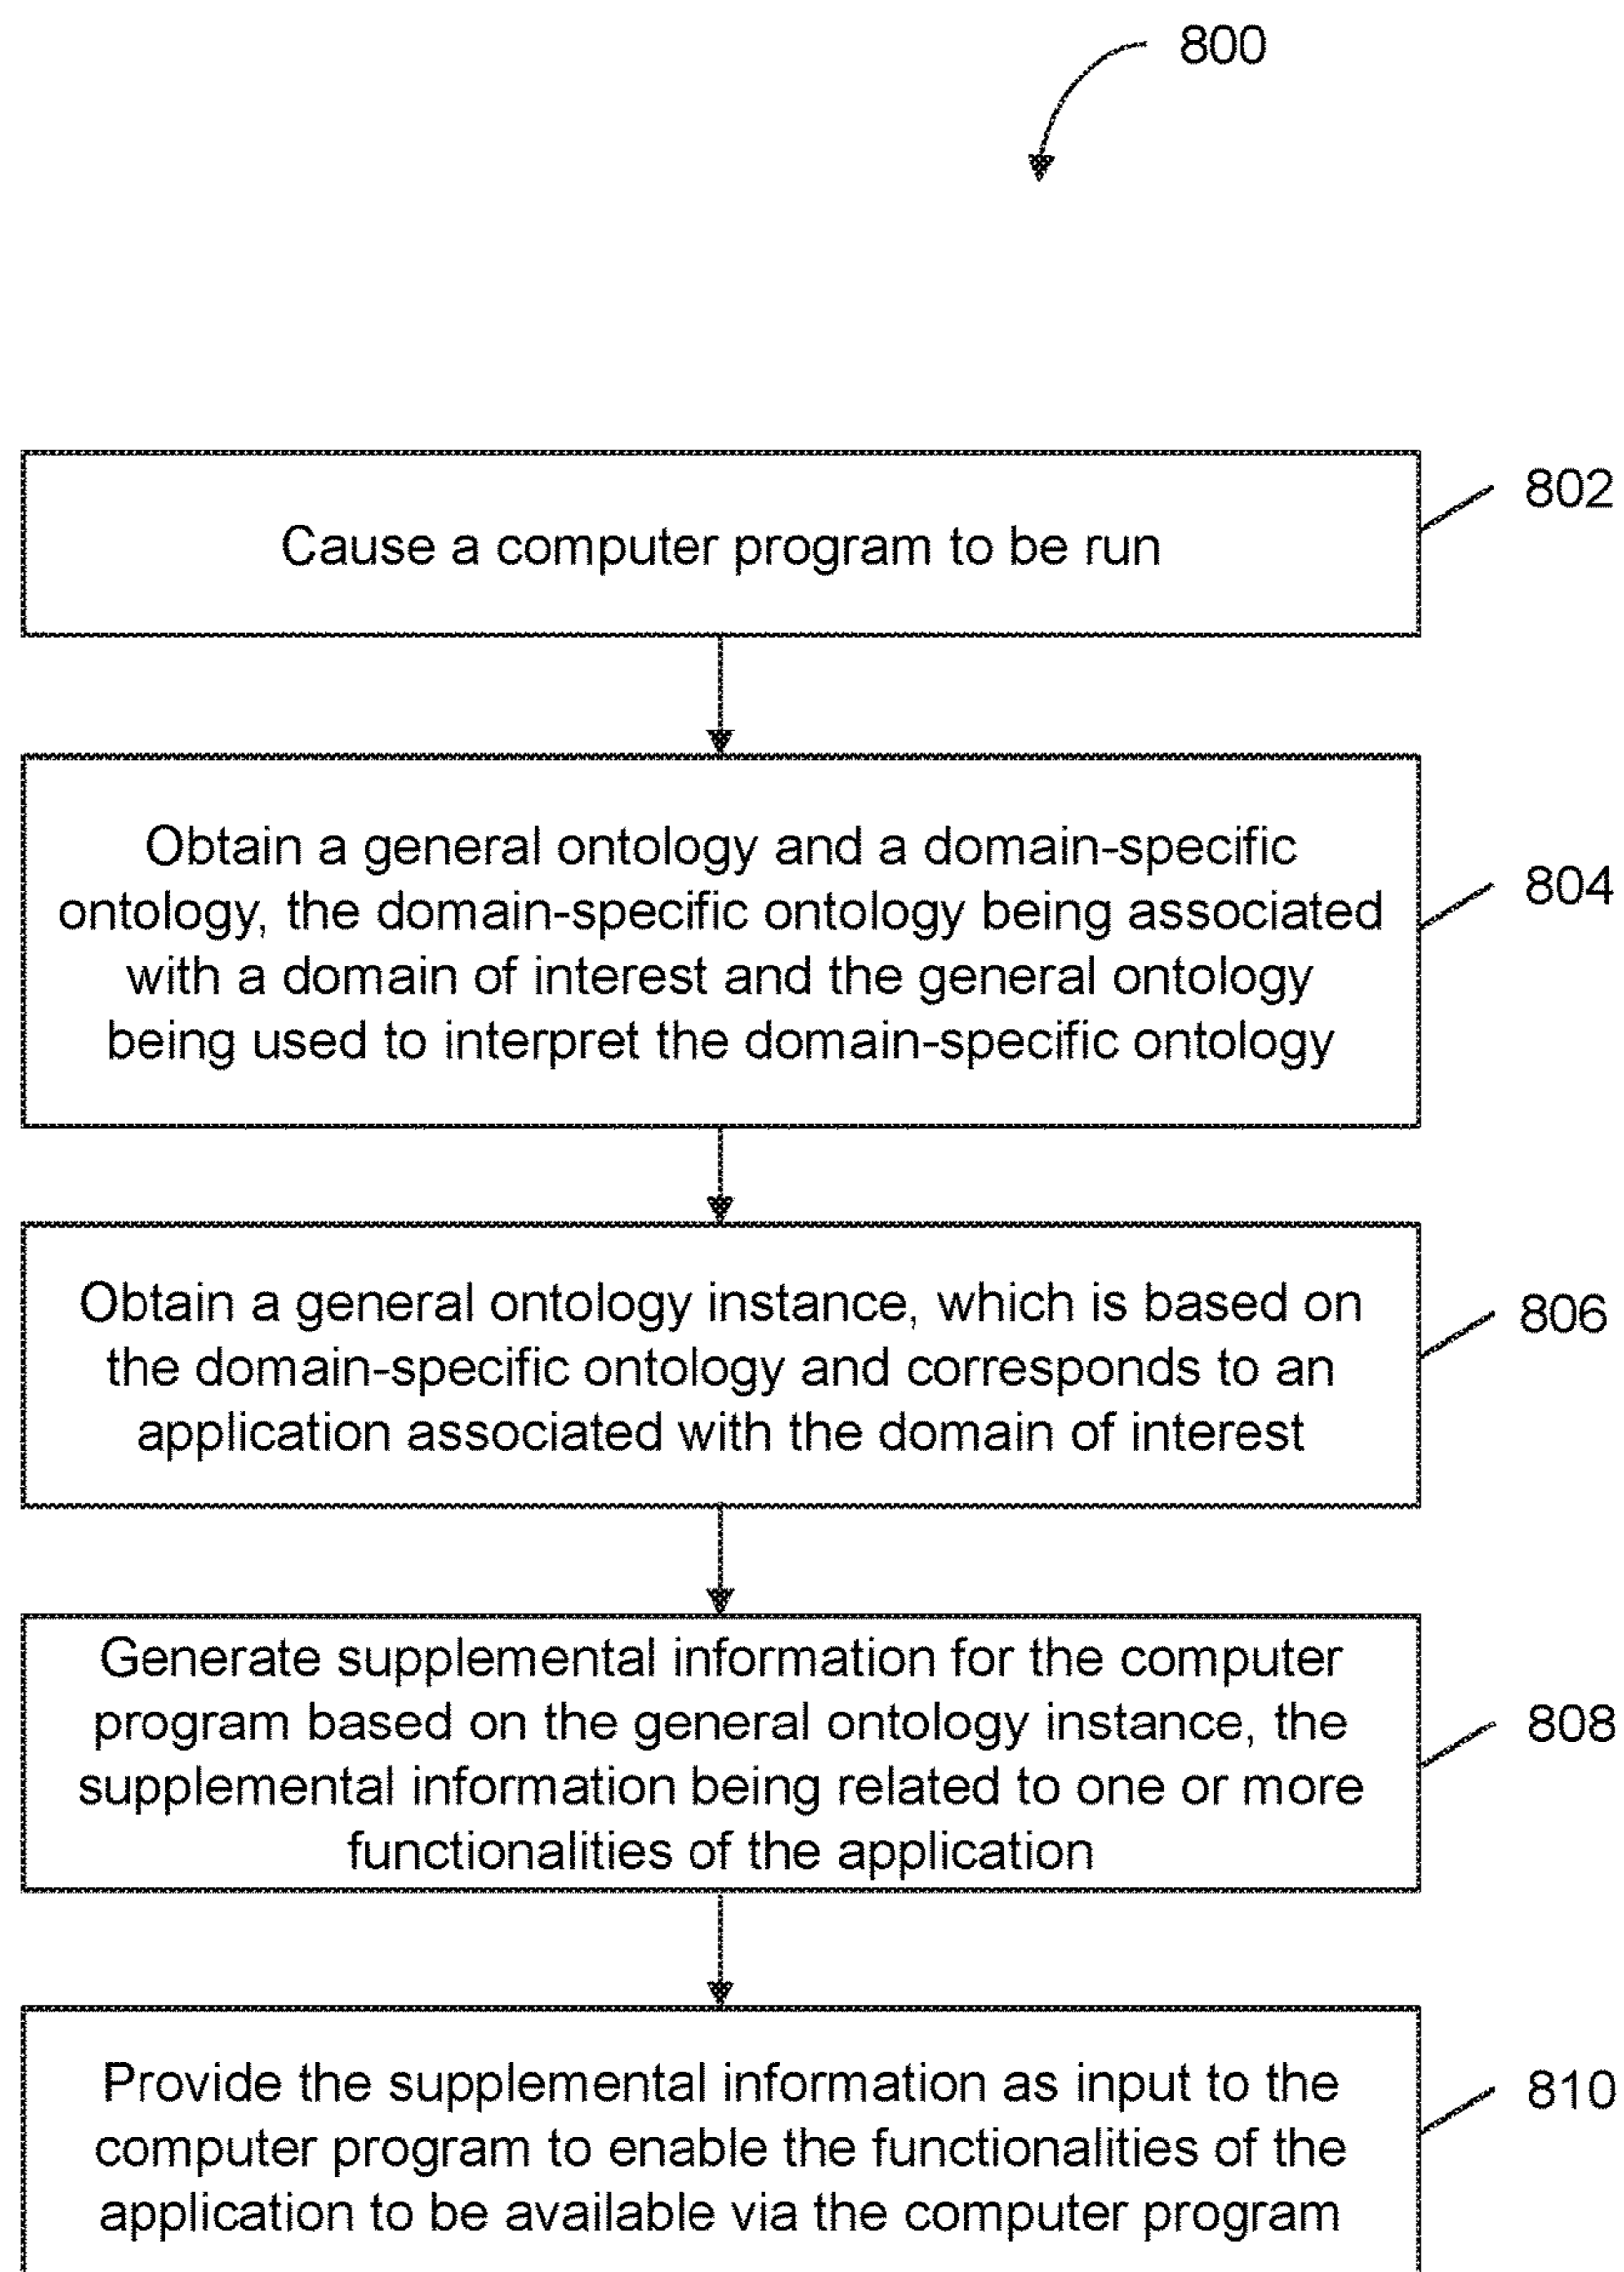 800
Cause a computer program to be run
802
Obtain a general ontology and a domain-specific
ontology, the domain-specific ontology being associated
with a domain of interest and the general ontology
being used to interpret the domain-specific ontology
804
Obtain a general ontology instance, which is based on
the domain-specific ontology and corresponds to an
application associated with the domain of interest
806
Generate supplemental information for the computer
program based on the general ontology instance, the
supplemental information being related to one or more
functionalities of the application
808
Provide the supplemental information as input to the
computer program to enable the functionalities of the
application to be available via the computer program
810